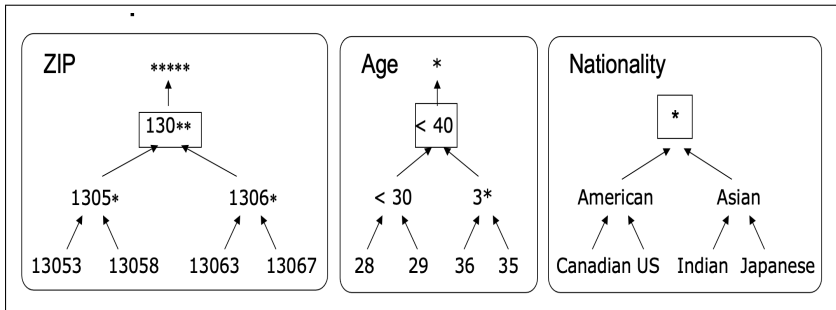 ZIP
*****
130**
1305* 1306*
13053 13058 13063 13067
Age
*
< 40
< 30 3*
28 29 36 35
Nationality
*
American Asian
Canadian US Indian Japanese